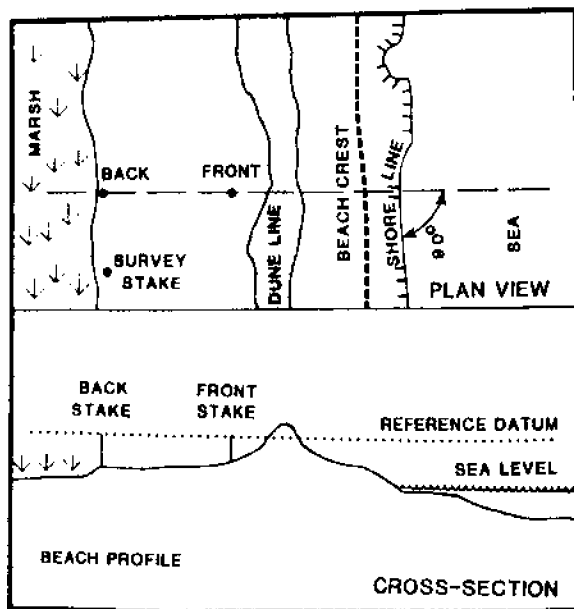 MARSH
BACK
FRONT
SURVEY
STAKE
DUNE LINE
BEACH CREST
SHORE LINE
90°
SEA
PLAN VIEW
BACK
STAKE
FRONT
STAKE
REFERENCE DATUM
SEA LEVEL
BEACH PROFILE
CROSS-SECTION